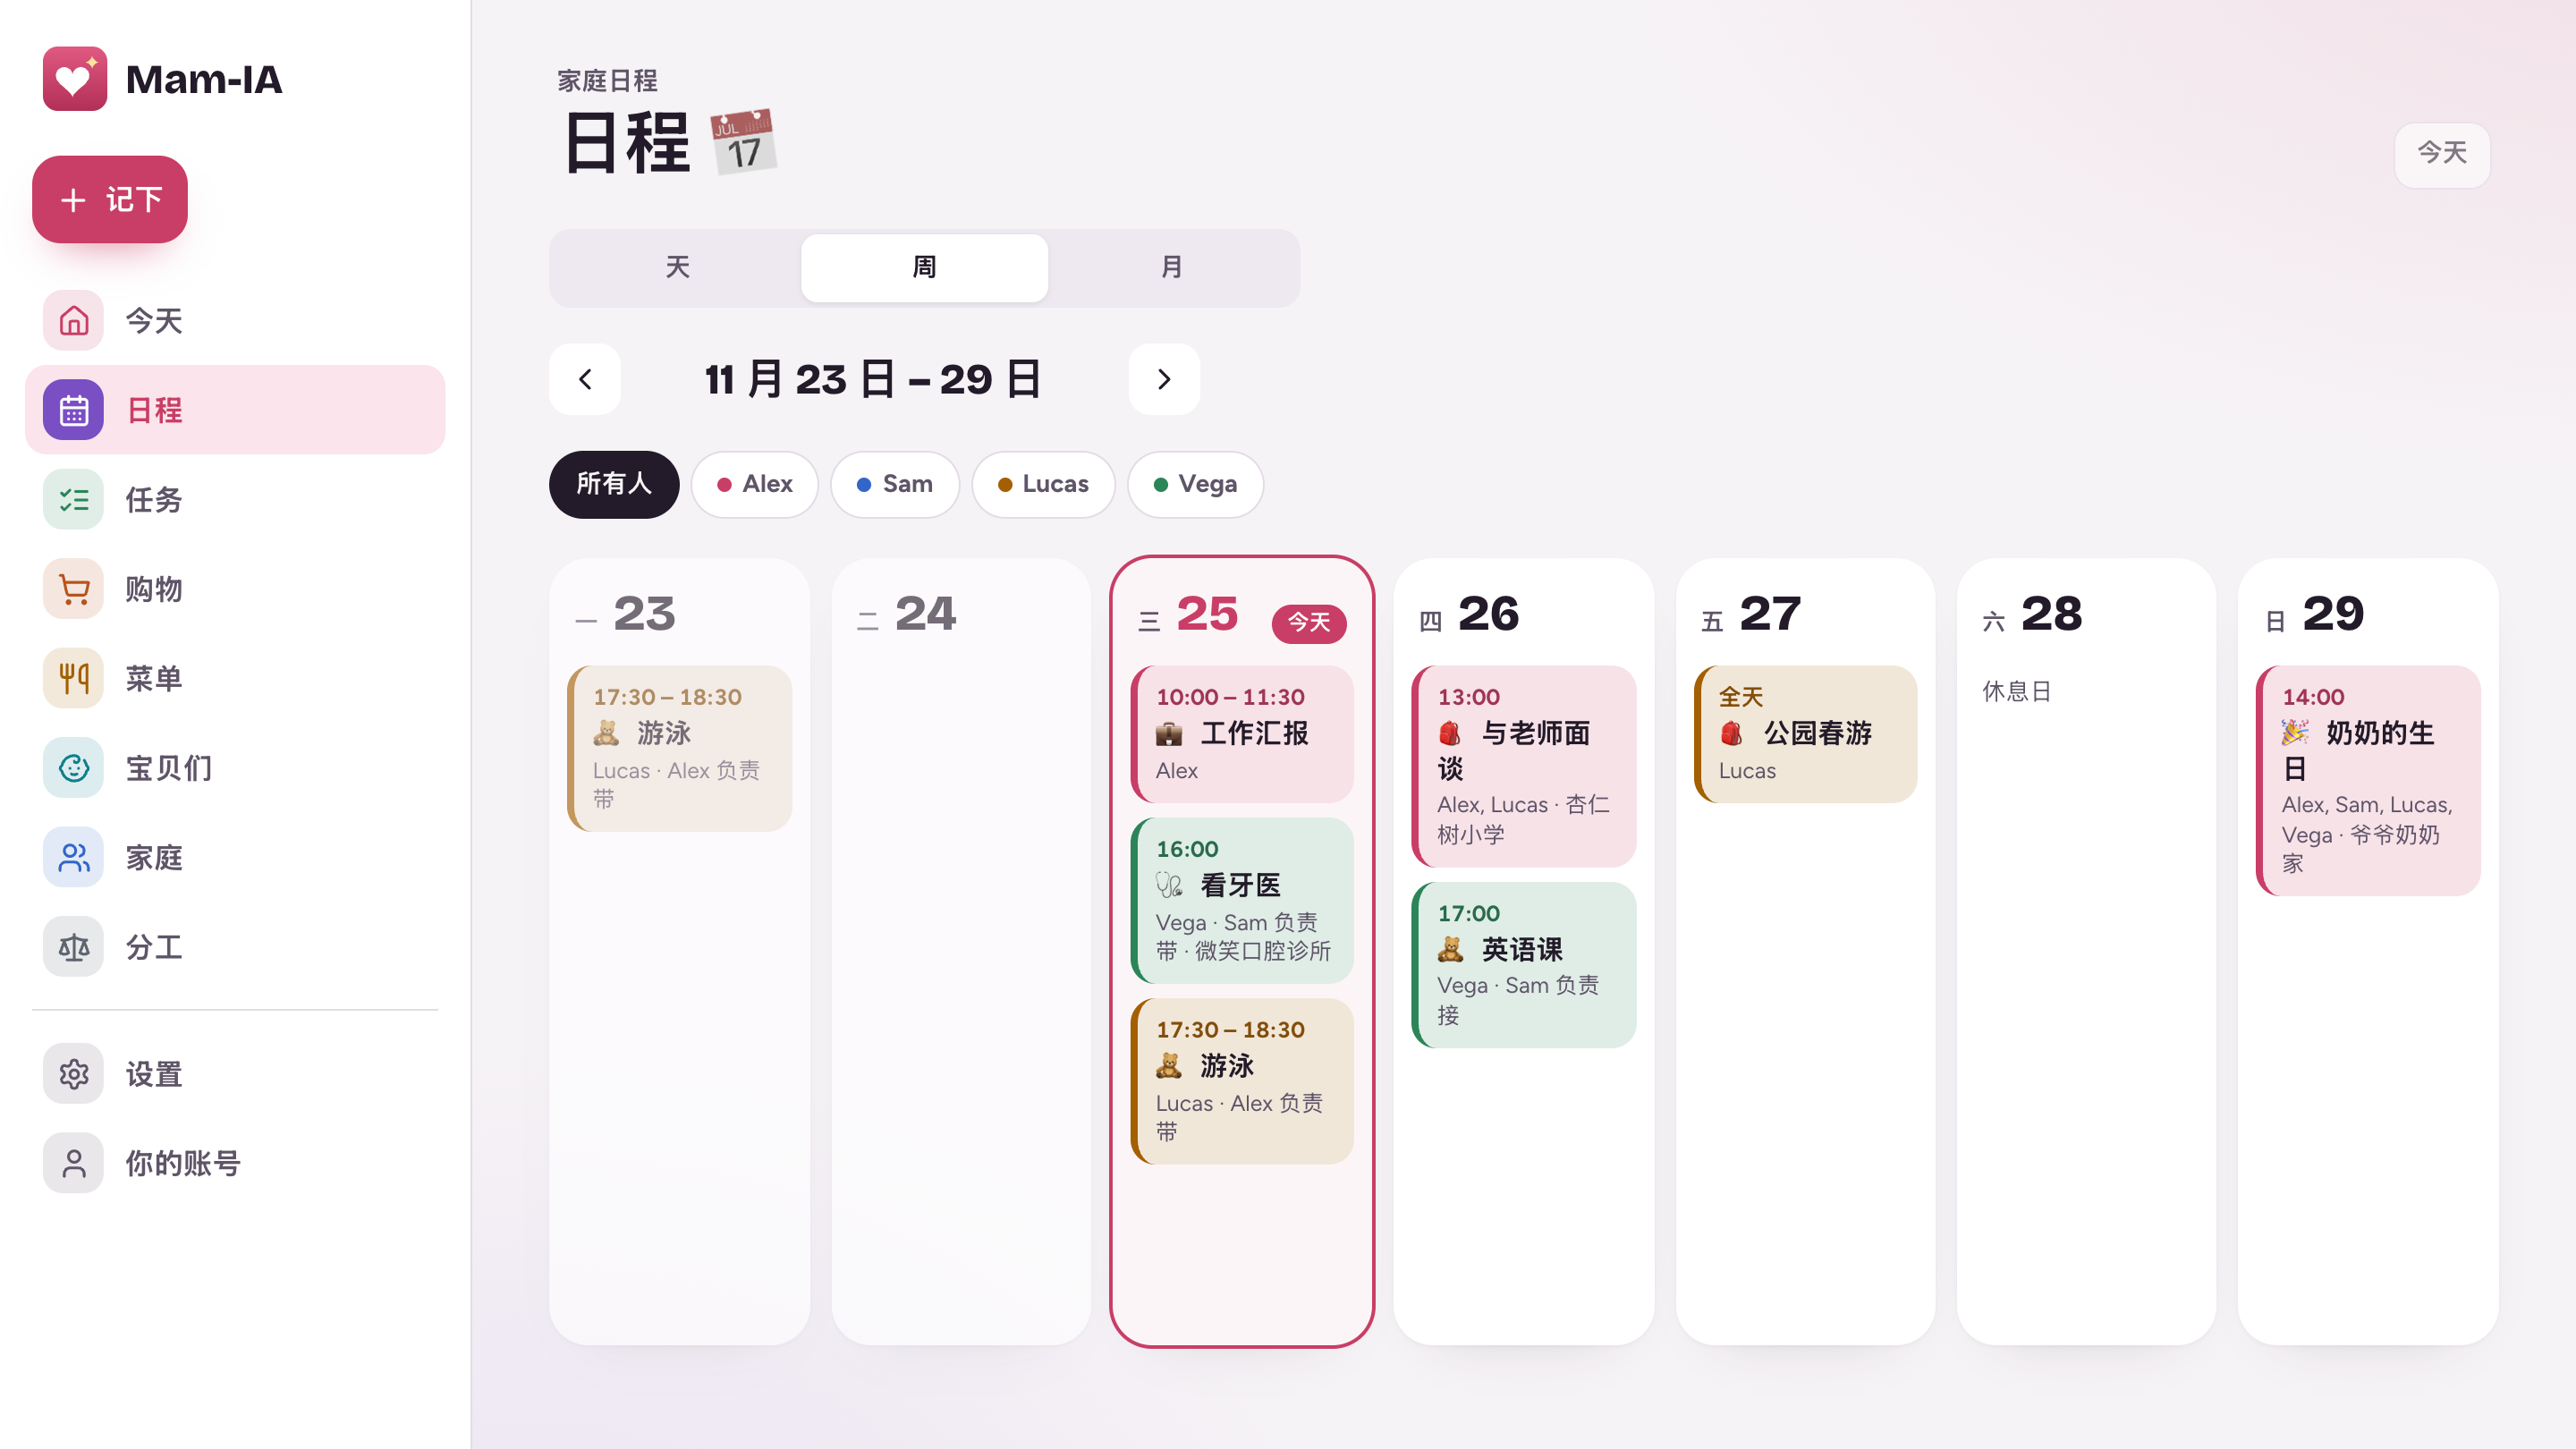 Mam-IA
记下
今天
日程
任务
购物
菜单
宝贝们
家庭
分工
设置
你的账号
家庭日程
日程
JUL
17
今天
天
周
月
11 月 23 日 – 29 日
所有人
Alex
Sam
Lucas
Vega
一 23
17:30 – 18:30
游泳
Lucas · Alex 负责
带
二 24
三 25 今天
10:00 – 11:30
工作汇报
Alex
16:00
看牙医
Vega · Sam 负责
带 · 微笑口腔诊所
17:30 – 18:30
游泳
Lucas · Alex 负责
带
四 26
13:00
与老师面
谈
Alex, Lucas · 杏仁
树小学
17:00
英语课
Vega · Sam 负责
接
五 27
全天
公园春游
Lucas
六 28
休息日
日 29
14:00
奶奶的生
日
Alex, Sam, Lucas,
Vega · 爷爷奶奶
家